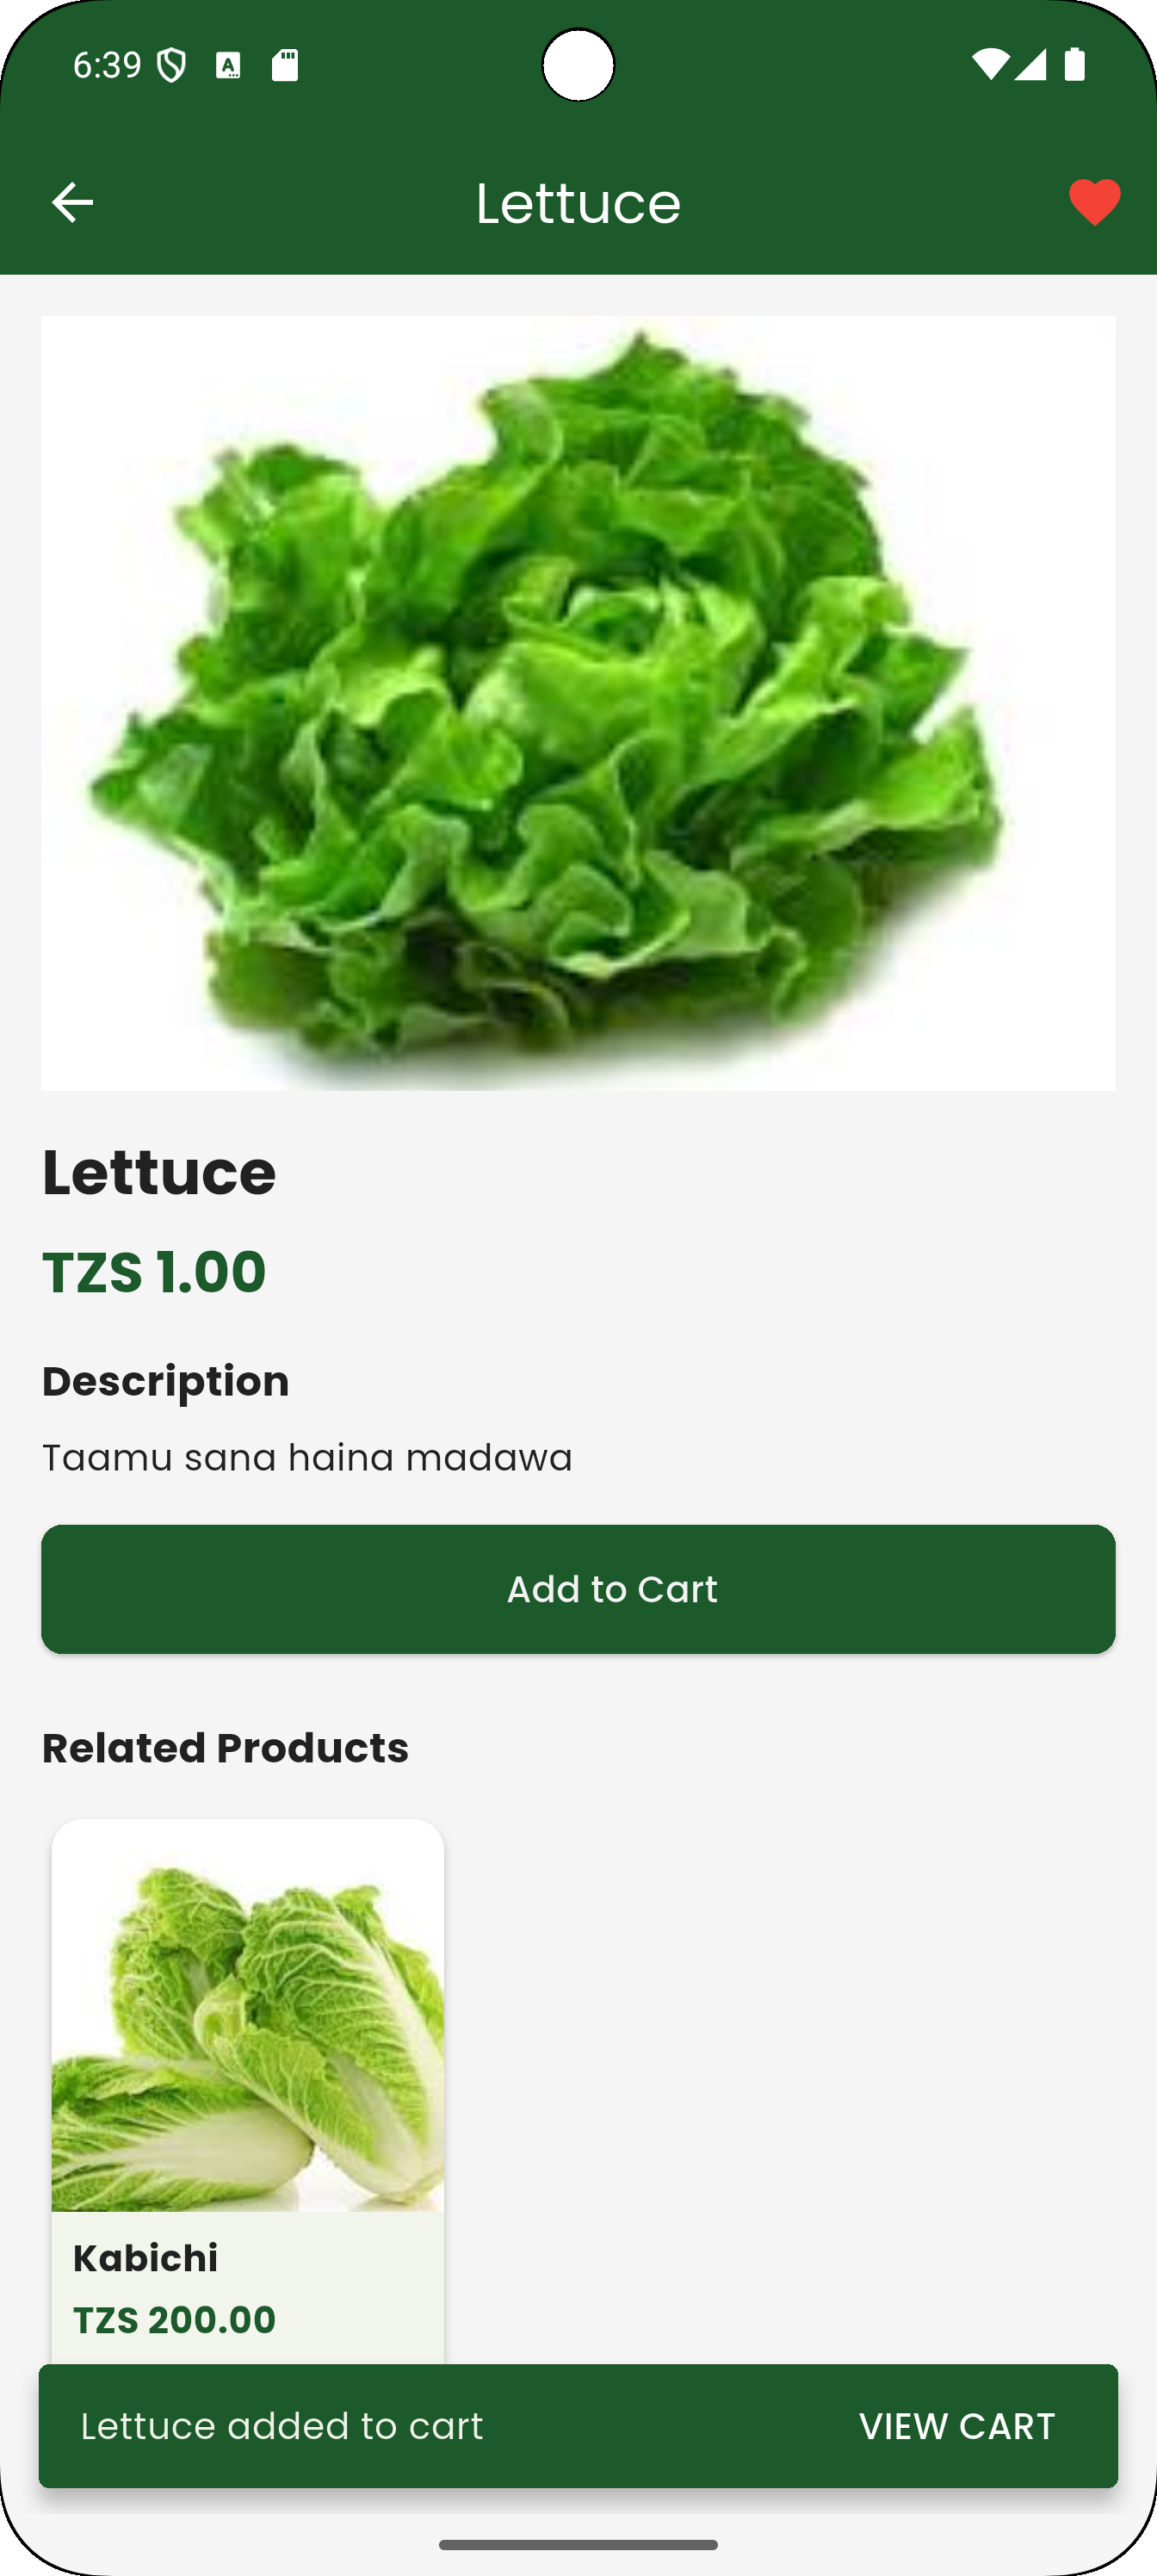 6:39
Lettuce
Lettuce
TZS 1.00
Description
Taamu sana haina madawa
Add to Cart
Related Products
Kabichi
TZS 200.00
Lettuce added to cart
VIEW CART